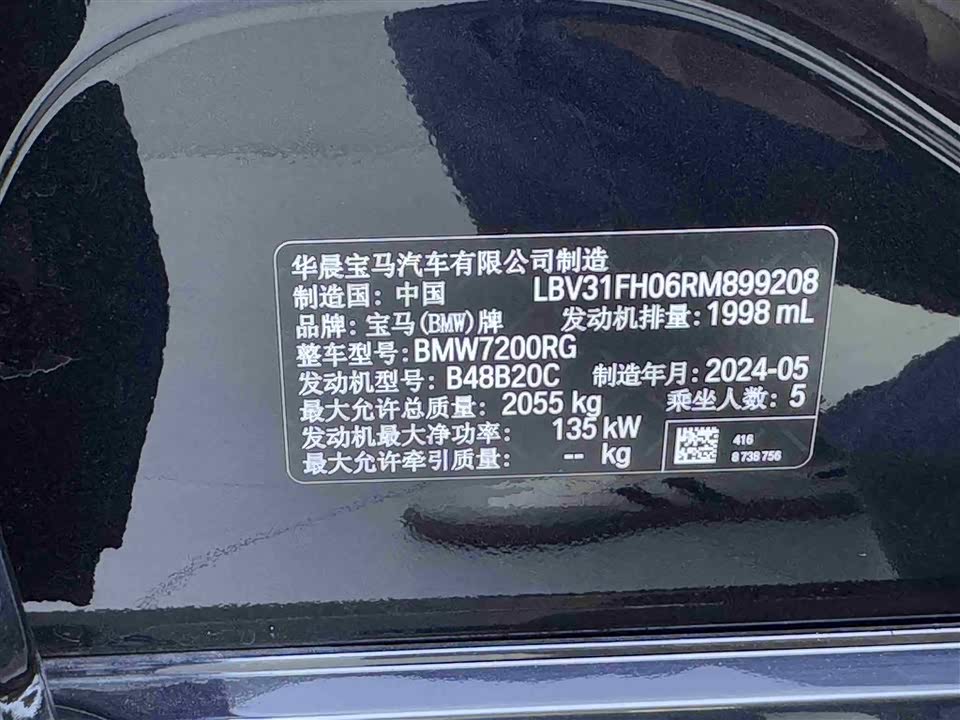 华晨宝马汽车有限公司制造
制造国：中国 LBV31FH06RM899208
品牌：宝马(BMW)牌 发动机排量：1998 mL
整车型号：BMW7200RG
发动机型号：B48B20C 制造年月：2024-05
最大允许总质量：2055 kg 乘坐人数：5
发动机最大净功率：135 kW
最大允许牵引质量：-- kg
416
8 738 756